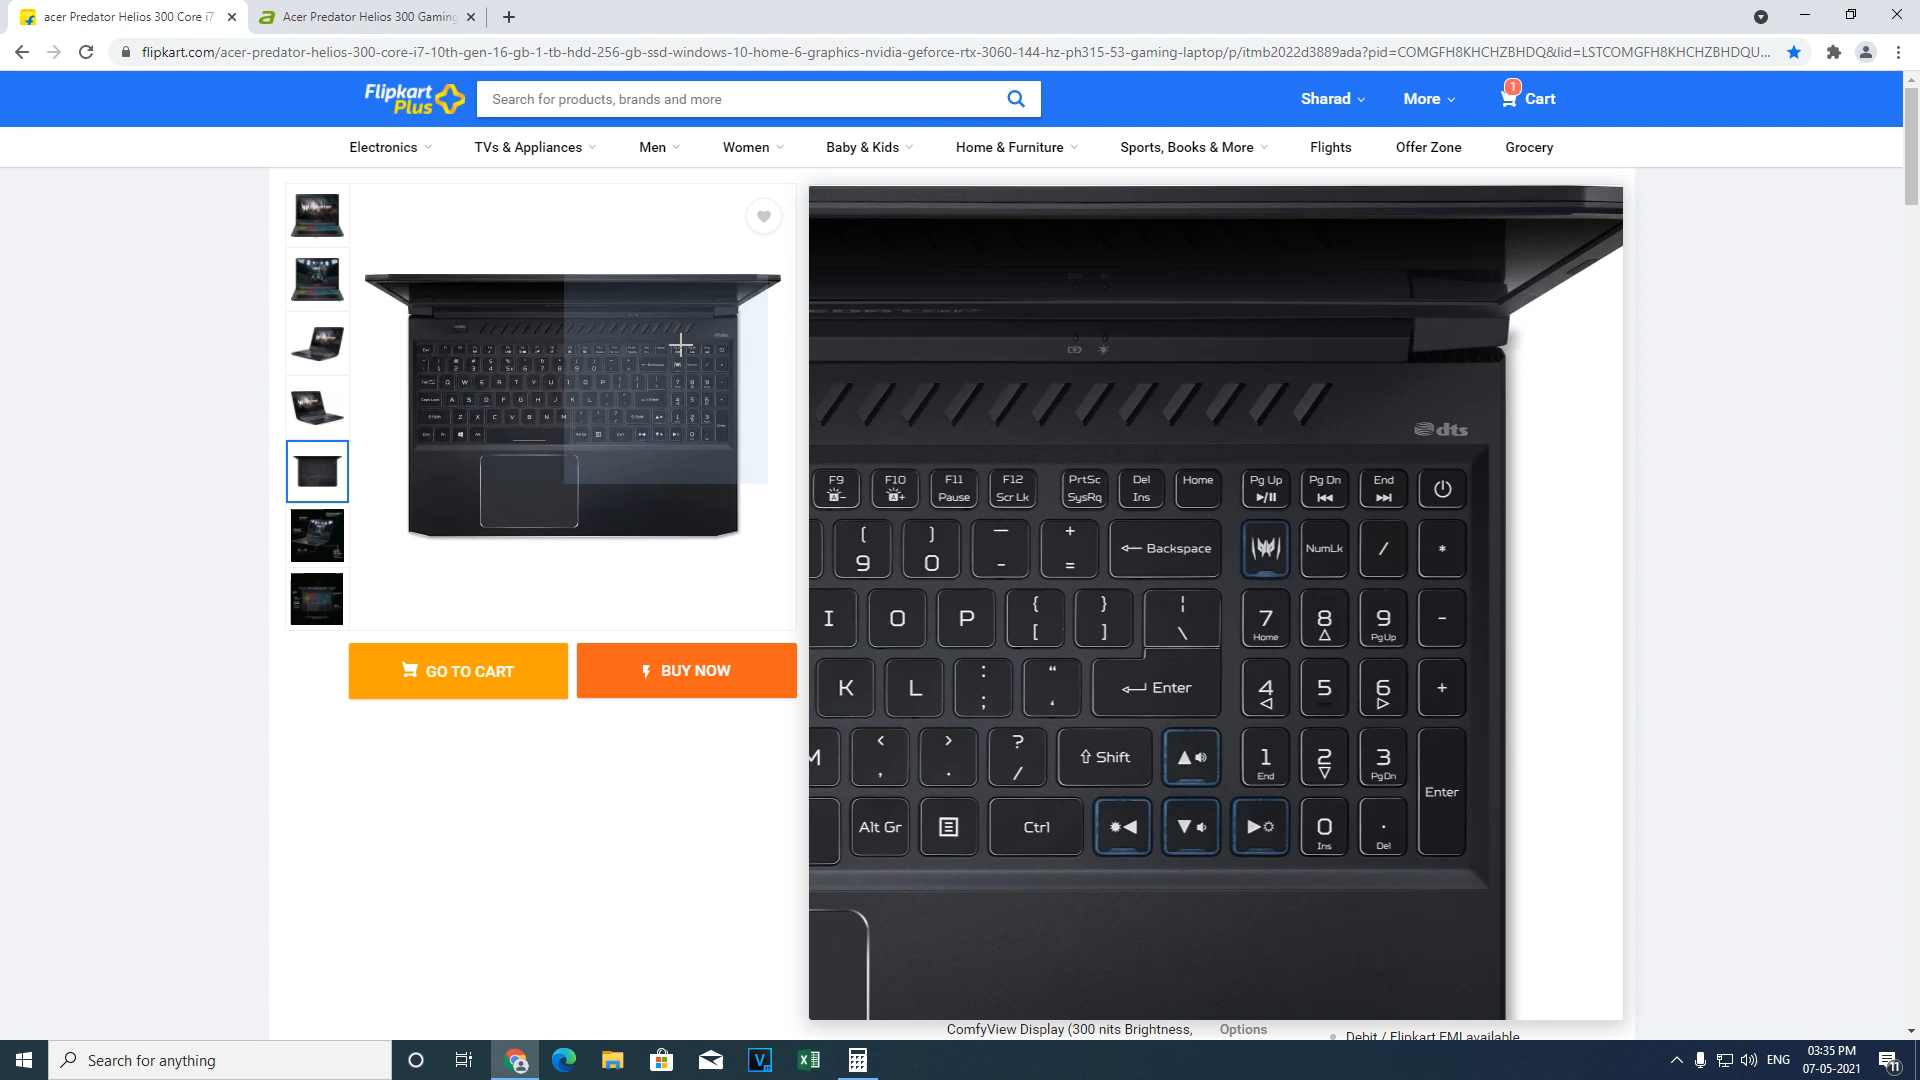 acer Predator Helios 300 Core i7
Acer Predator Helios 300 Gaming
flipkart.com/acer-predator-helios-300-core-i7-10th-gen-16-gb-1-tb-hdd-256-gb-ssd-windows-10-home-6-graphics-nvidia-geforce-rtx-3060-144-hz-ph315-53-gaming-laptop/p/itmb2022d3889ada?pid=COMGFH8KHCHZBHDQ&lid=LSTCOMGFH8KHCHZBHDQU...
Flipkart
Plus
Search for products, brands and more
Sharad
More
1
Cart
Electronics
TVs & Appliances
Men
Women
Baby & Kids
Home & Furniture
Sports, Books & More
Flights
Offer Zone
Grocery
dts
F9 F10 F11 Pause F12 Scr Lk PrtSc SysRq Del Ins Home Pg Up Pg Dn End
( 9 ) 0 — - + = Backspace NumLk / *
I O P { [ } ] ¦ \ 7 Home 8 9 PgUp -
K L : ; “ ‘ Enter 4 5 6 +
M < , > . ? / Shift 1 End 2 3 PgDn Enter
Alt Gr Ctrl 0 Ins . Del
GO TO CART
BUY NOW
ComfyView Display (300 nits Brightness,
Options
Debit / Flipkart EMI available
Search for anything
ENG
03:35 PM
07-05-2021
11